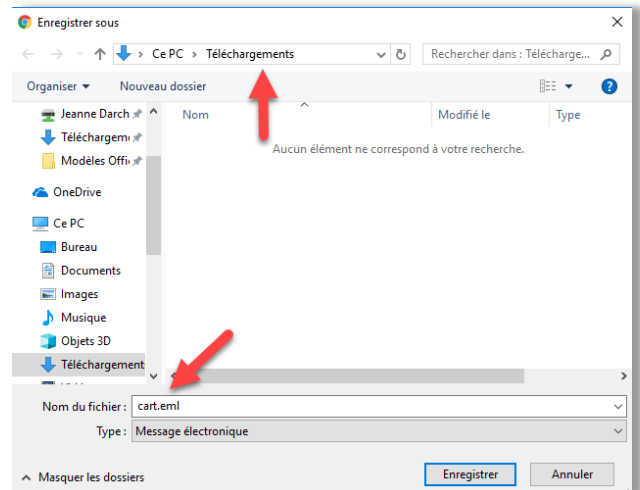 Enregistrer sous
Ce PC > Téléchargements
Rechercher dans : Télécharge...
Organiser
Nouveau dossier
Jeanne Darch
Téléchargem
Modèles Offi
OneDrive
Ce PC
Bureau
Documents
Images
Musique
Objets 3D
Téléchargement
Nom
Modifié le
Type
Aucun élément ne correspond à votre recherche.
Nom du fichier : cart.eml
Type : Message électronique
Masquer les dossiers
Enregistrer
Annuler